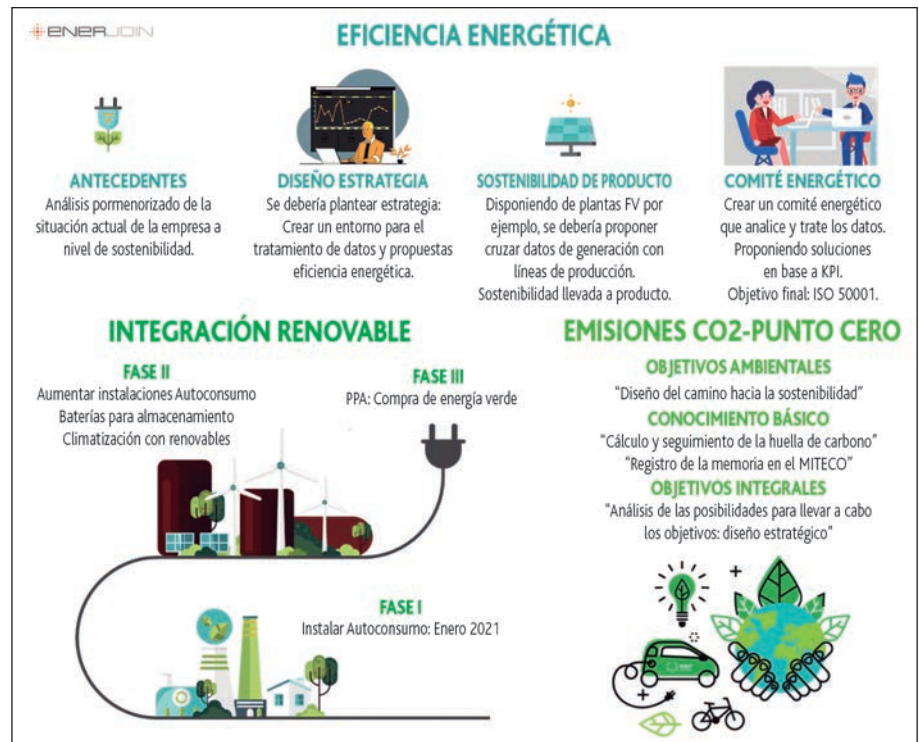 ENERJOIN
EFICIENCIA ENERGÉTICA
ANTECEDENTES
Análisis pormenorizado de la
situación actual de la empresa a
nivel de sostenibilidad.
DISEÑO ESTRATEGIA
Se debería plantear estrategia:
Crear un entorno para el
tratamiento de datos y propuestas
eficiencia energética.
SOSTENIBILIDAD DE PRODUCTO
Disponiendo de plantas FV por
ejemplo, se debería proponer
cruzar datos de generación con
líneas de producción.
Sostenibilidad llevada a producto.
COMITÉ ENERGÉTICO
Crear un comité energético
que analice y trate los datos.
Proponiendo soluciones
en base a KPI.
Objetivo final: ISO 50001.
INTEGRACIÓN RENOVABLE
FASE II
Aumentar instalaciones Autoconsumo
Baterías para almacenamiento
Climatización con renovables
FASE III
PPA: Compra de energía verde
FASE I
Instalar Autoconsumo: Enero 2021
EMISIONES CO2-PUNTO CERO
OBJETIVOS AMBIENTALES
"Diseño del camino hacia la sostenibilidad"
CONOCIMIENTO BÁSICO
"Cálculo y seguimiento de la huella de carbono"
"Registro de la memoria en el MITECO"
OBJETIVOS INTEGRALES
"Análisis de las posibilidades para llevar a cabo
los objetivos: diseño estratégico"